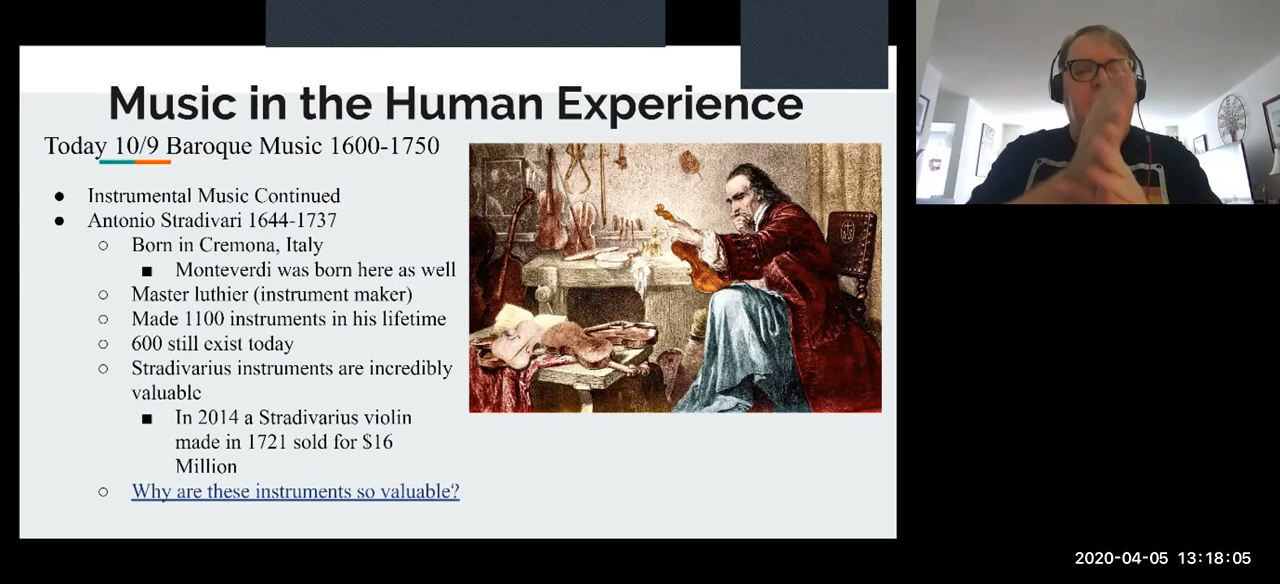 Music in the Human Experience
Today 10/9 Baroque Music 1600-1750
● Instrumental Music Continued
● Antonio Stradivari 1644-1737
○ Born in Cremona, Italy
■ Monteverdi was born here as well
○ Master luthier (instrument maker)
○ Made 1100 instruments in his lifetime
○ 600 still exist today
○ Stradivarius instruments are incredibly
valuable
■ In 2014 a Stradivarius violin
made in 1721 sold for $16
Million
○ Why are these instruments so valuable?
2020-04-05 13:18:05